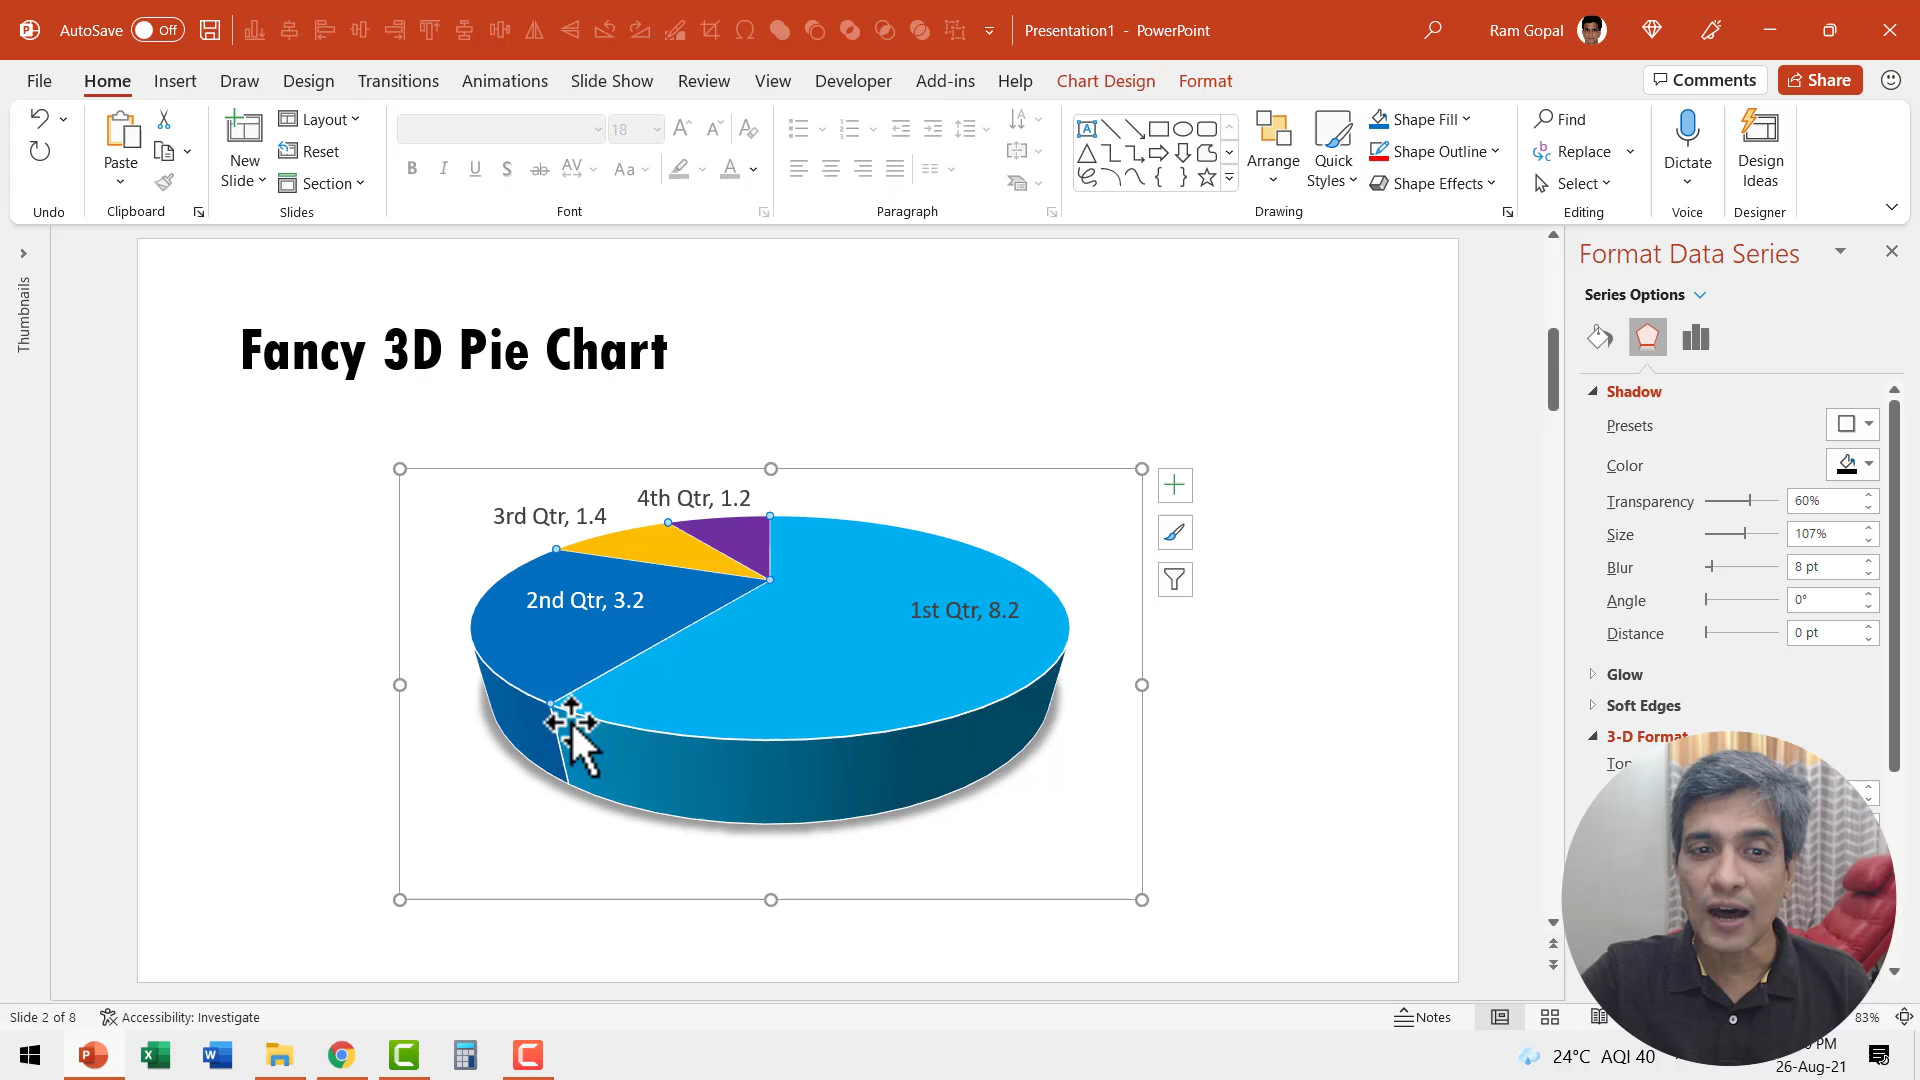 AutoSave Off Presentation1 - PowerPoint Ram Gopal
File Home Insert Draw Design Transitions Animations Slide Show Review View Developer Add-ins Help Chart Design Format Comments Share
Paste
New Slide
Layout
Reset
Section
18
B I U S ab AV Aa A
Arrange
Quick Styles
Shape Fill
Shape Outline
Shape Effects
Find
Replace
Select
Dictate
Design Ideas
Undo Clipboard Slides Font Paragraph Drawing Editing Voice Designer
Thumbnails
Fancy 3D Pie Chart
4th Qtr, 1.2
3rd Qtr, 1.4
2nd Qtr, 3.2
1st Qtr, 8.2
Format Data Series
Series Options
Shadow
Presets
Color
Transparency 60%
Size 107%
Blur 8 pt
Angle 0°
Distance 0 pt
Glow
Soft Edges
3-D Format
Slide 2 of 8 Accessibility: Investigate Notes 83%
24°C AQI 40 PM
26-Aug-21